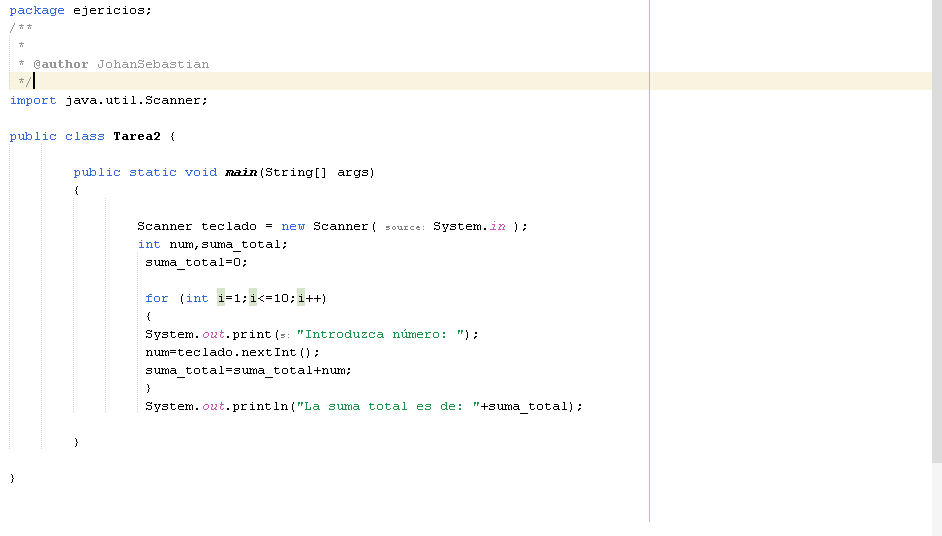 package ejericios;
/**
 *
 * @author JohanSebastian
 */
import java.util.Scanner;
public class Tarea2 {
public static void main(String[] args)
{
Scanner teclado = new Scanner( source: System.in );
int num,suma_total;
suma_total=0;
for (int i=1;i<=10;i++)
{
System.out.print(s: "Introduzca número: ");
num=teclado.nextInt();
suma_total=suma_total+num;
}
System.out.println("La suma total es de: "+suma_total);
}
}